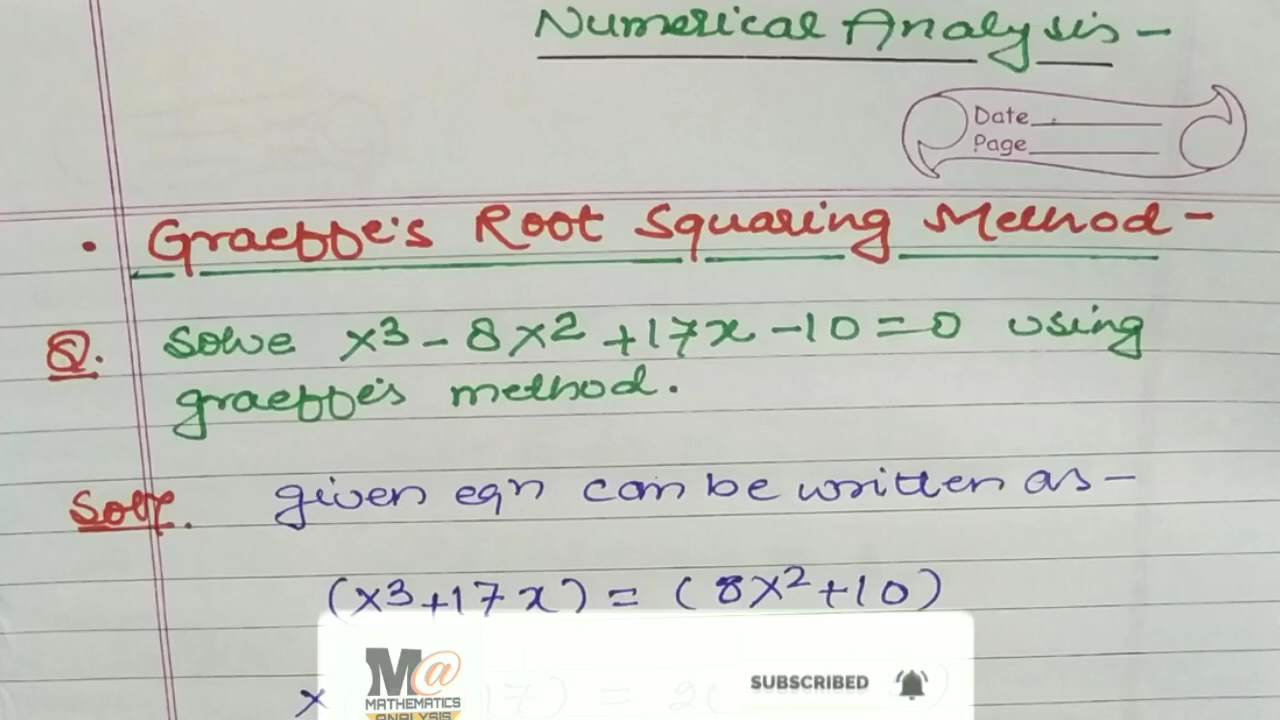 Numerical Analysis-
Date
Page
• Graeffe's Root Squaring Method-
Q. Solve x³ - 8x² + 17x - 10 = 0 using
graeffe's method.
Solⁿ. given eqn can be written as-
(x³ + 17x) = (8x² + 10)
M@
MATHEMATICS
ANALYSIS
SUBSCRIBED